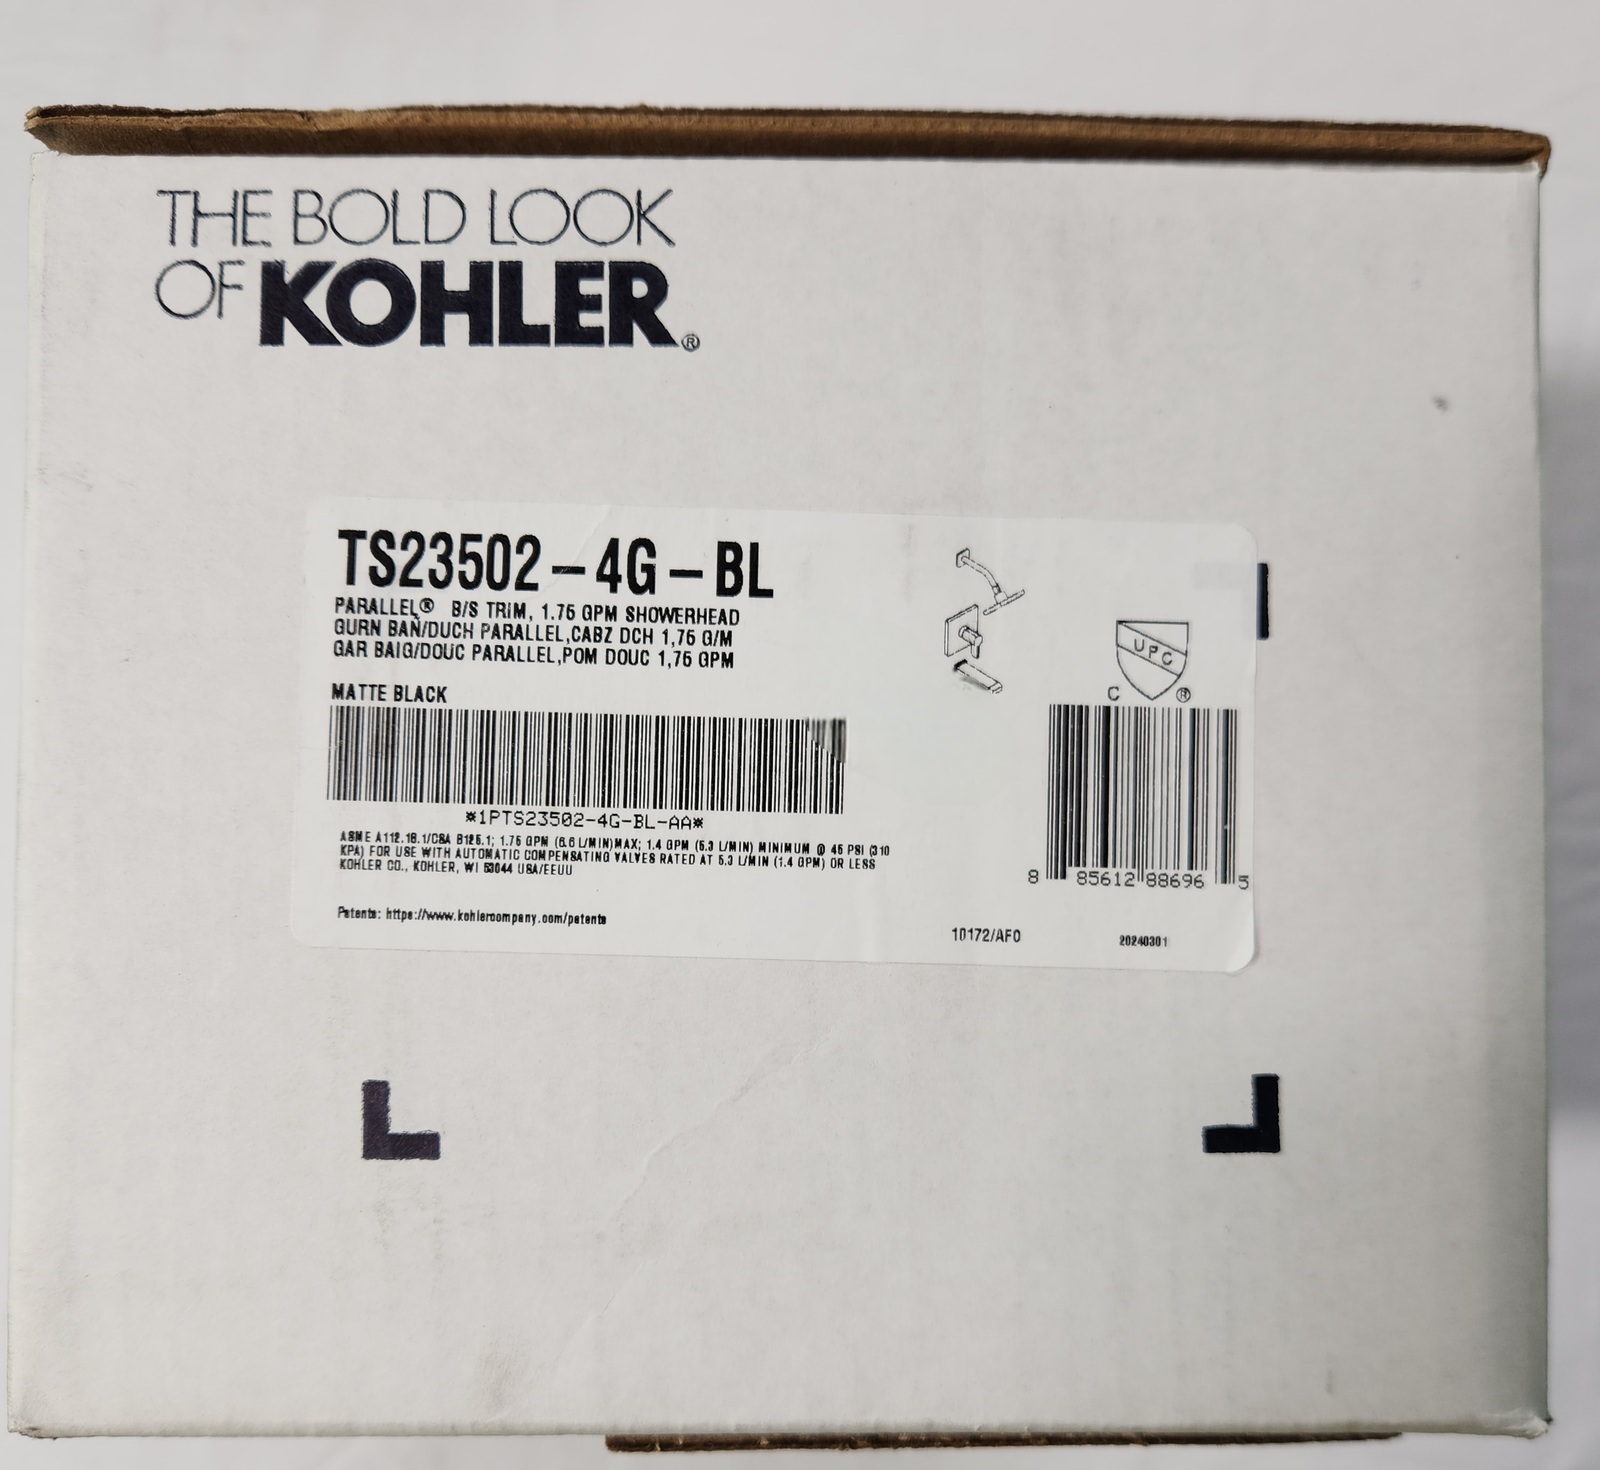 THE BOLD LOOK
OF KOHLER®
TS23502-4G-BL
PARALLEL® B/S TRIM, 1.75 GPM SHOWERHEAD
GURN BAÑ/DUCH PARALLEL,CABZ DCH 1,75 G/M
GAR BAIG/DOUC PARALLEL,POM DOUC 1,75 GPM
MATTE BLACK
*1PTS23502-4G-BL-AA*
ASME A112.18.1/CSA B125.1; 1.75 GPM (6.6 L/MIN)MAX; 1.4 GPM (5.3 L/MIN) MINIMUM @ 45 PSI (310
KPA) FOR USE WITH AUTOMATIC COMPENSATING VALVES RATED AT 5.3 L/MIN (1.4 GPM) OR LESS
KOHLER CO., KOHLER, WI 53044 USA/EEUU
Patents: https://www.kohlercompany.com/patents
UPC
C ®
8 85612 88696 5
10172/AF0
20240301